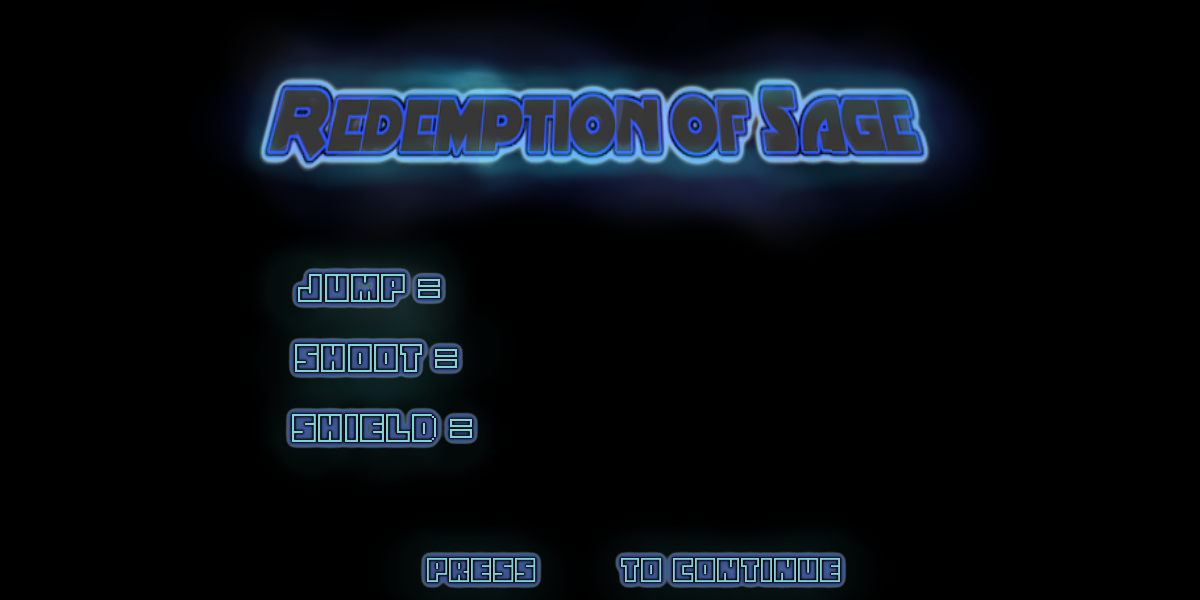 Redemption of Sage
JUMP =
SHOOT =
SHIELD =
PRESS TO CONTINUE